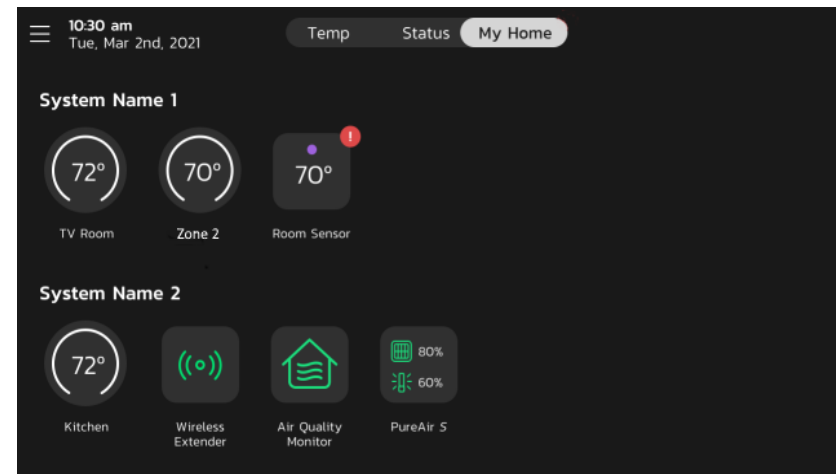 10:30 am
Tue, Mar 2nd, 2021
Temp Status My Home
System Name 1
72° 70° 70°
!
TV Room Zone 2 Room Sensor
System Name 2
72° 80%
60%
Kitchen Wireless Extender Air Quality Monitor PureAir S